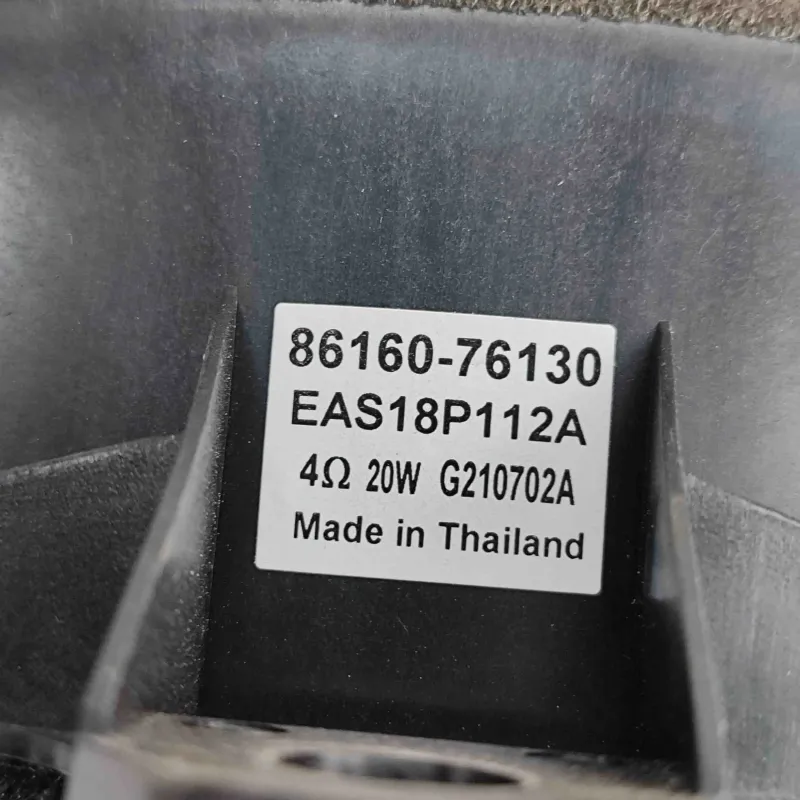 86160-76130
EAS18P112A
4Ω 20W G210702A
Made in Thailand